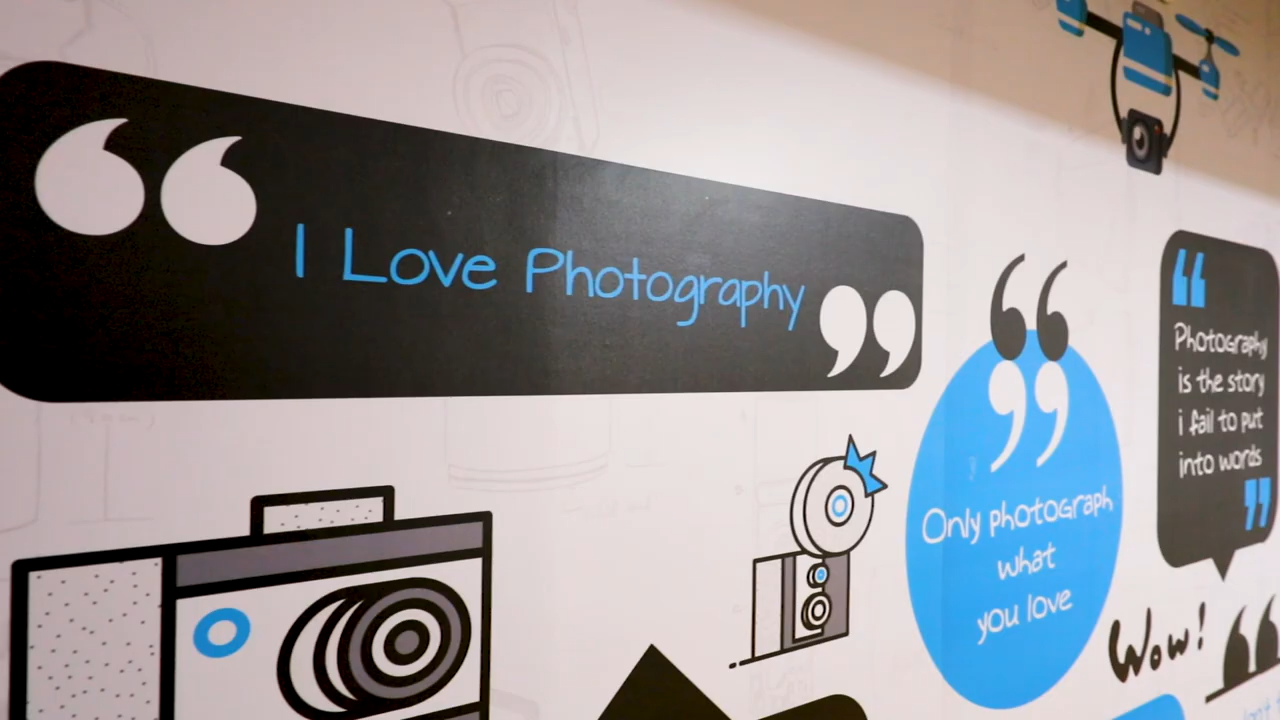 “ I Love Photography ”
“ ”
Only photograph
what
you love
“
Photography
is the story
i fail to put
into words
”
Wow!
“